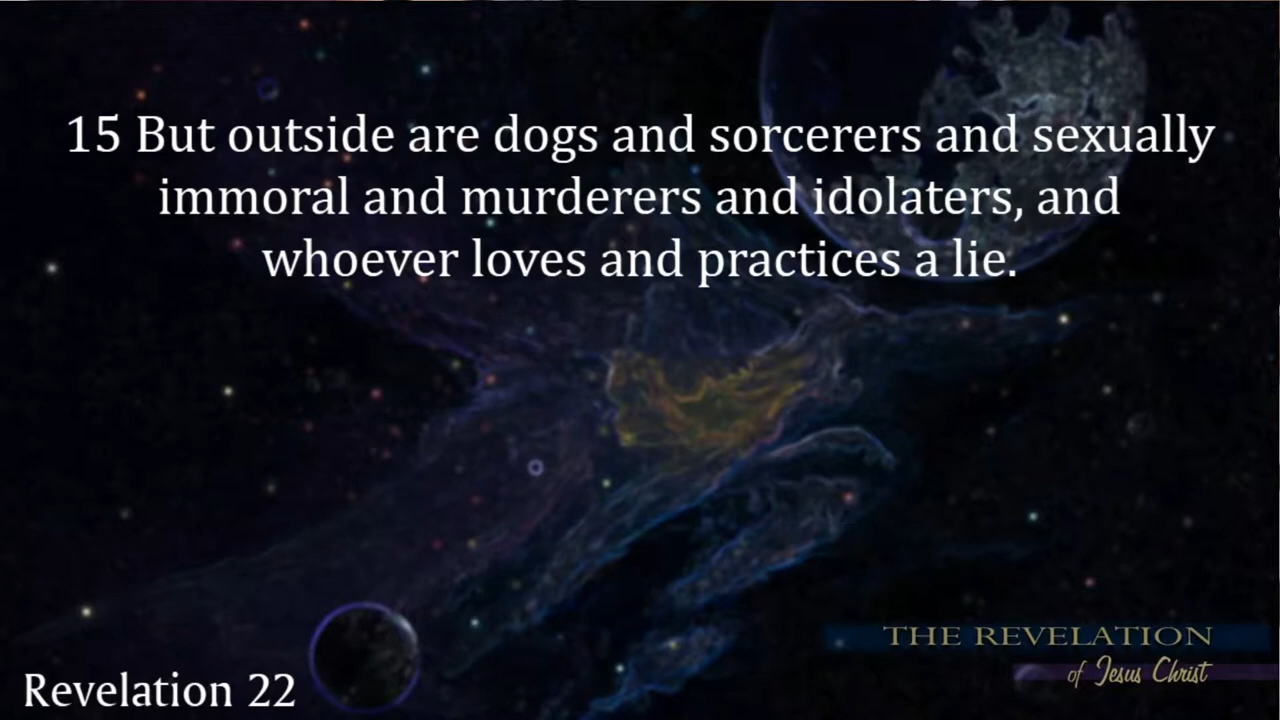 15 But outside are dogs and sorcerers and sexually
immoral and murderers and idolaters, and
whoever loves and practices a lie.
THE REVELATION
of Jesus Christ
Revelation 22